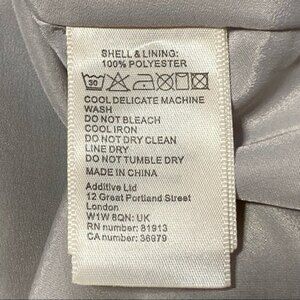 SHELL & LINING:
100% POLYESTER
30
COOL DELICATE MACHINE
WASH
DO NOT BLEACH
COOL IRON
DO NOT DRY CLEAN
LINE DRY
DO NOT TUMBLE DRY
MADE IN CHINA
Additive Ltd
12 Great Portland Street
London
W1W 8QN: UK
RN number: 81913
CA number: 36979